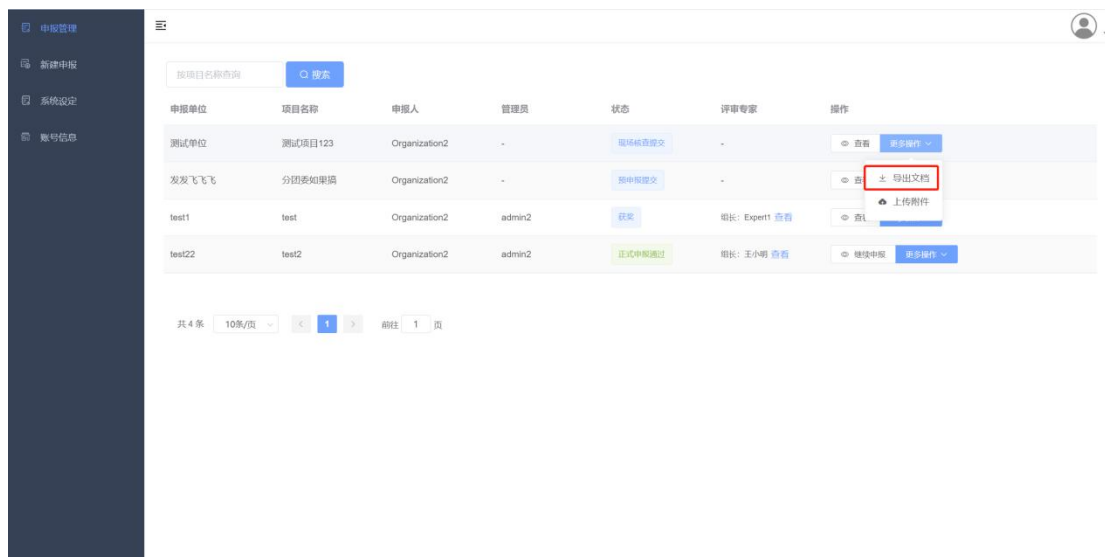 申报管理
新建申报
系统设定
账号信息
按项目名称查询 搜索
申报单位 项目名称 申报人 管理员 状态 评审专家 操作
测试单位 测试项目123 Organization2 - 现场核查提交 - 查看 更多操作
发发飞飞飞 分团委如果搞 Organization2 - 预申报提交 -
导出文档
上传附件
test1 test Organization2 admin2 获奖 组长：Expert1 查看
test22 test2 Organization2 admin2 正式申报通过 组长：王小明 查看 继续申报 更多操作
共 4 条 10条/页 1 前往 1 页